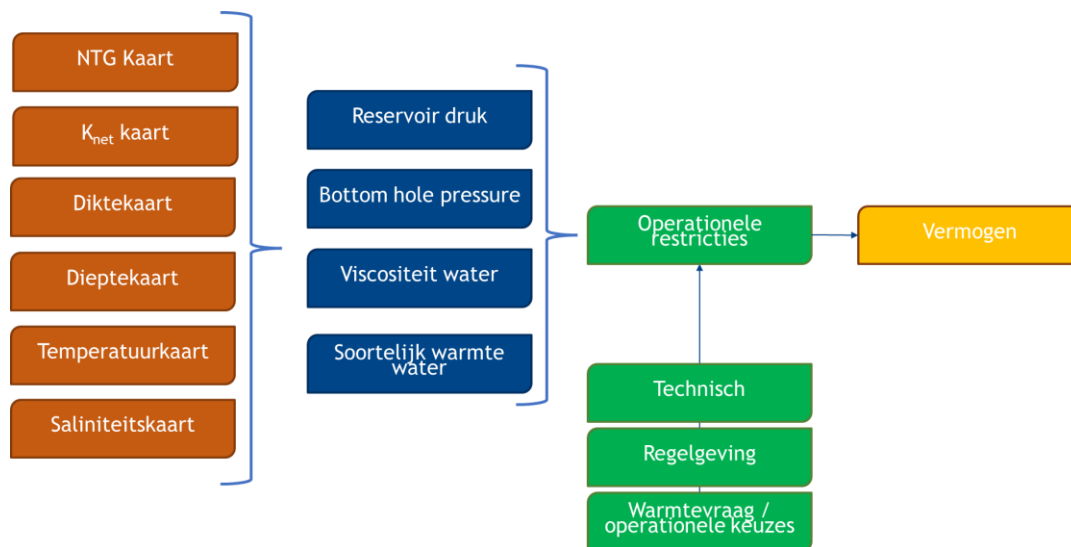 NTG Kaart
Knet kaart
Diktekaart
Dieptekaart
Temperatuurkaart
Saliniteitskaart
Reservoir druk
Bottom hole pressure
Viscositeit water
Soortelijk warmte
water
Operationele
restricties
Vermogen
Technisch
Regelgeving
Warmtevraag /
operationele keuzes